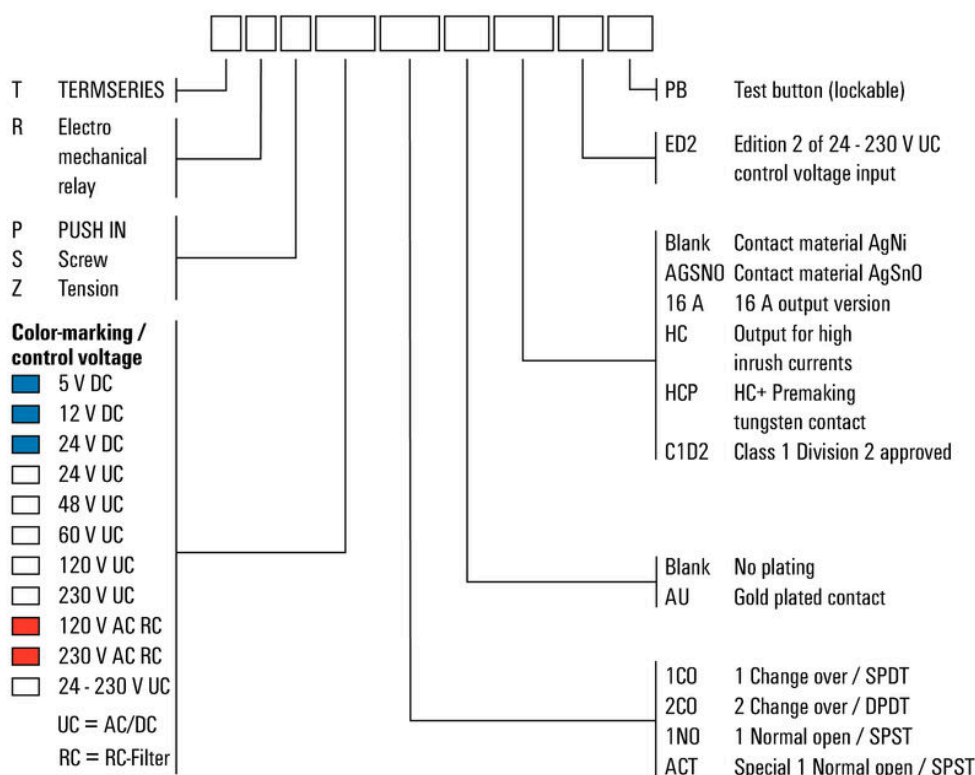 T TERMSERIES
R Electro
mechanical
relay
P PUSH IN
S Screw
Z Tension
Color-marking /
control voltage
5 V DC
12 V DC
24 V DC
24 V UC
48 V UC
60 V UC
120 V UC
230 V UC
120 V AC RC
230 V AC RC
24 - 230 V UC
UC = AC/DC
RC = RC-Filter
PB Test button (lockable)
ED2 Edition 2 of 24 - 230 V UC
control voltage input
Blank Contact material AgNi
AGSNO Contact material AgSnO
16 A 16 A output version
HC Output for high
inrush currents
HCP HC+ Premaking
tungsten contact
C1D2 Class 1 Division 2 approved
Blank No plating
AU Gold plated contact
1CO 1 Change over / SPDT
2CO 2 Change over / DPDT
1NO 1 Normal open / SPST
ACT Special 1 Normal open / SPST